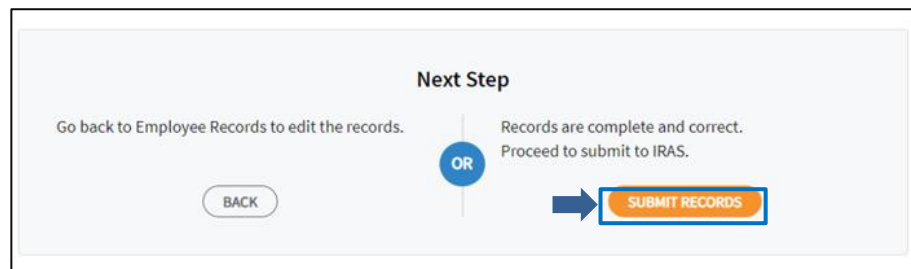 Next Step
Go back to Employee Records to edit the records.
BACK
OR
Records are complete and correct.
Proceed to submit to IRAS.
SUBMIT RECORDS